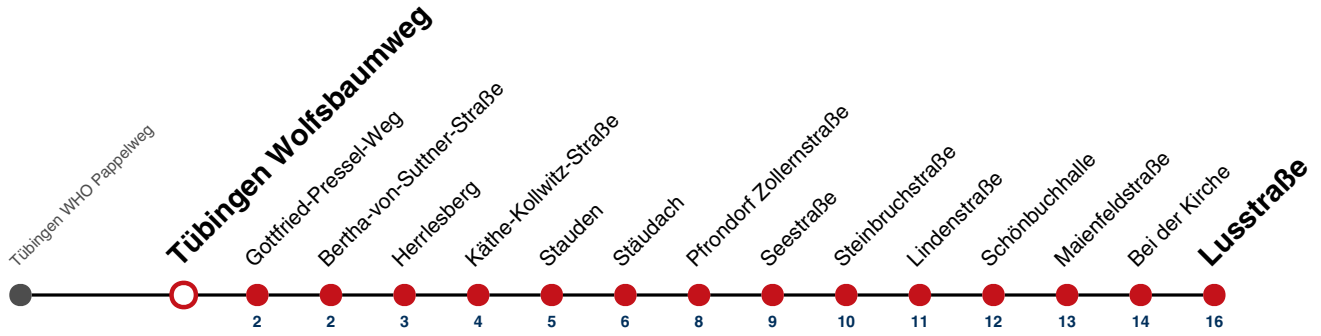 Tübingen WHO Pappelweg
Tübingen Wolfsbaumweg
Gottfried-Pressel-Weg
Bertha-von-Suttner-Straße
Herrlesberg
Käthe-Kollwitz-Straße
Stauden
Stäudach
Pfrondorf Zollernstraße
Seestraße
Steinbruchstraße
Lindenstraße
Schönbuchhalle
Maienfeldstraße
Bei der Kirche
Lusstraße
2 2 3 4 5 6 8 9 10 11 12 13 14 16